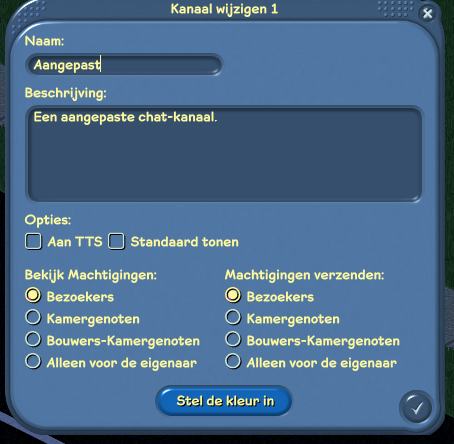 Kanaal wijzigen 1
Naam:
Aangepast
Beschrijving:
Een aangepaste chat-kanaal.
Opties:
Aan TTS Standaard tonen
Bekijk Machtigingen: Machtigingen verzenden:
Bezoekers Bezoekers
Kamergenoten Kamergenoten
Bouwers-Kamergenoten Bouwers-Kamergenoten
Alleen voor de eigenaar Alleen voor de eigenaar
Stel de kleur in